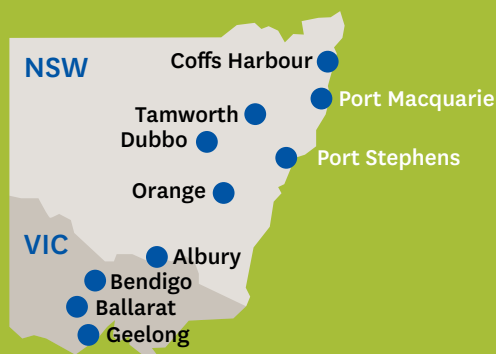 NSW
Coffs Harbour
Port Macquarie
Tamworth
Dubbo
Port Stephens
Orange
VIC
Albury
Bendigo
Ballarat
Geelong